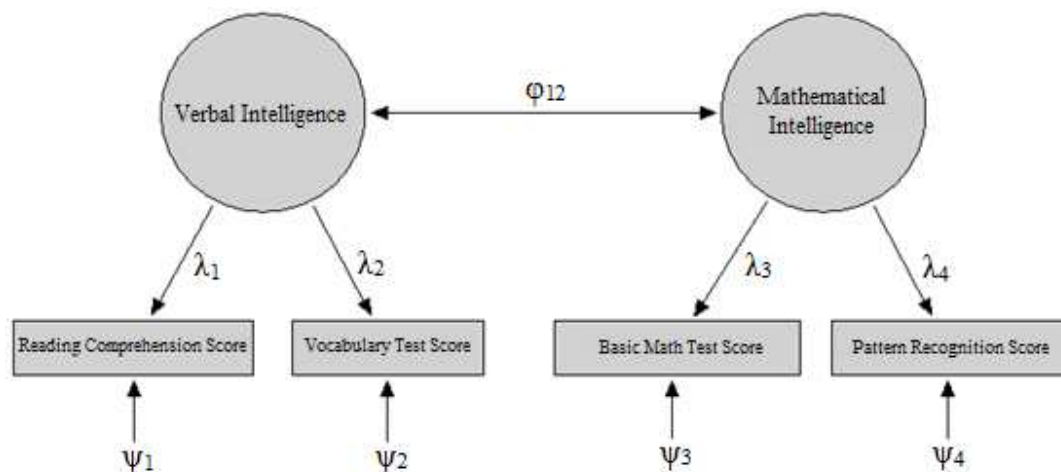 Verbal Intelligence
φ12
Mathematical
Intelligence
λ1
λ2
λ3
λ4
Reading Comprehension Score
Vocabulary Test Score
Basic Math Test Score
Pattern Recognition Score
ψ1
ψ2
ψ3
ψ4